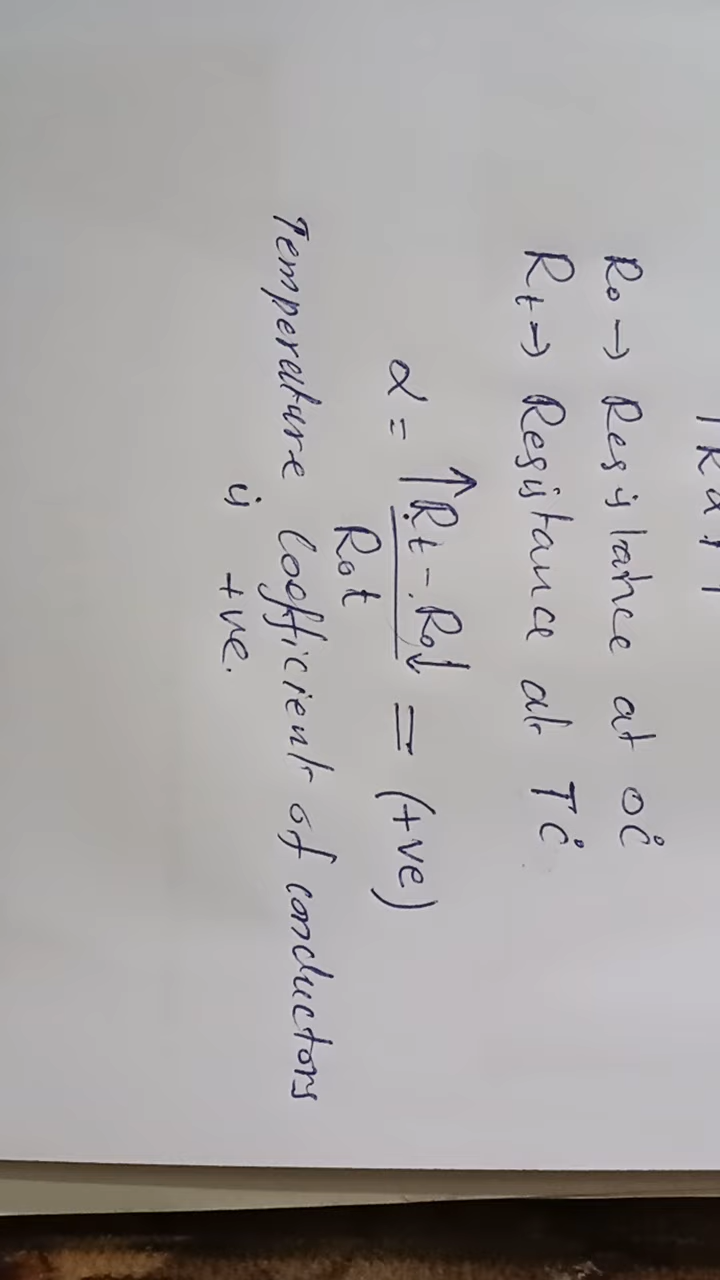 R₀ → Resistance at 0°C
Rt → Resistance at T°C
α = ↑Rt - R₀↓ / R₀t = (+ve)
Temperature Coefficient of conductors
is +ve.